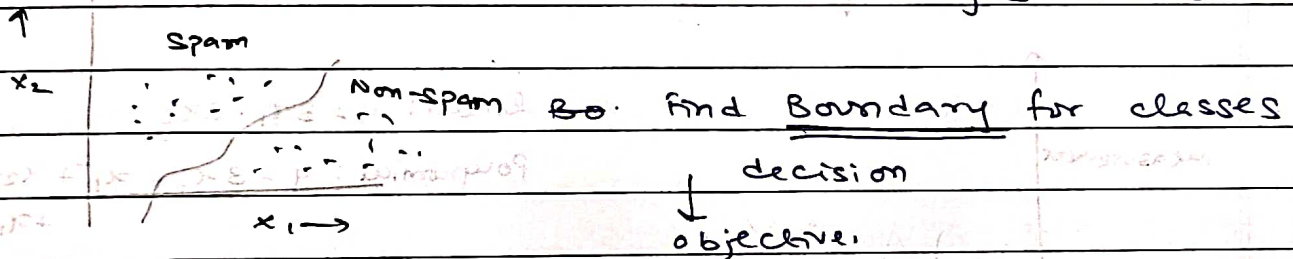 ↑
Spam
x₂ Non-spam Bo. Find Boundary for classes
decision
x₁→ ↓
objective.